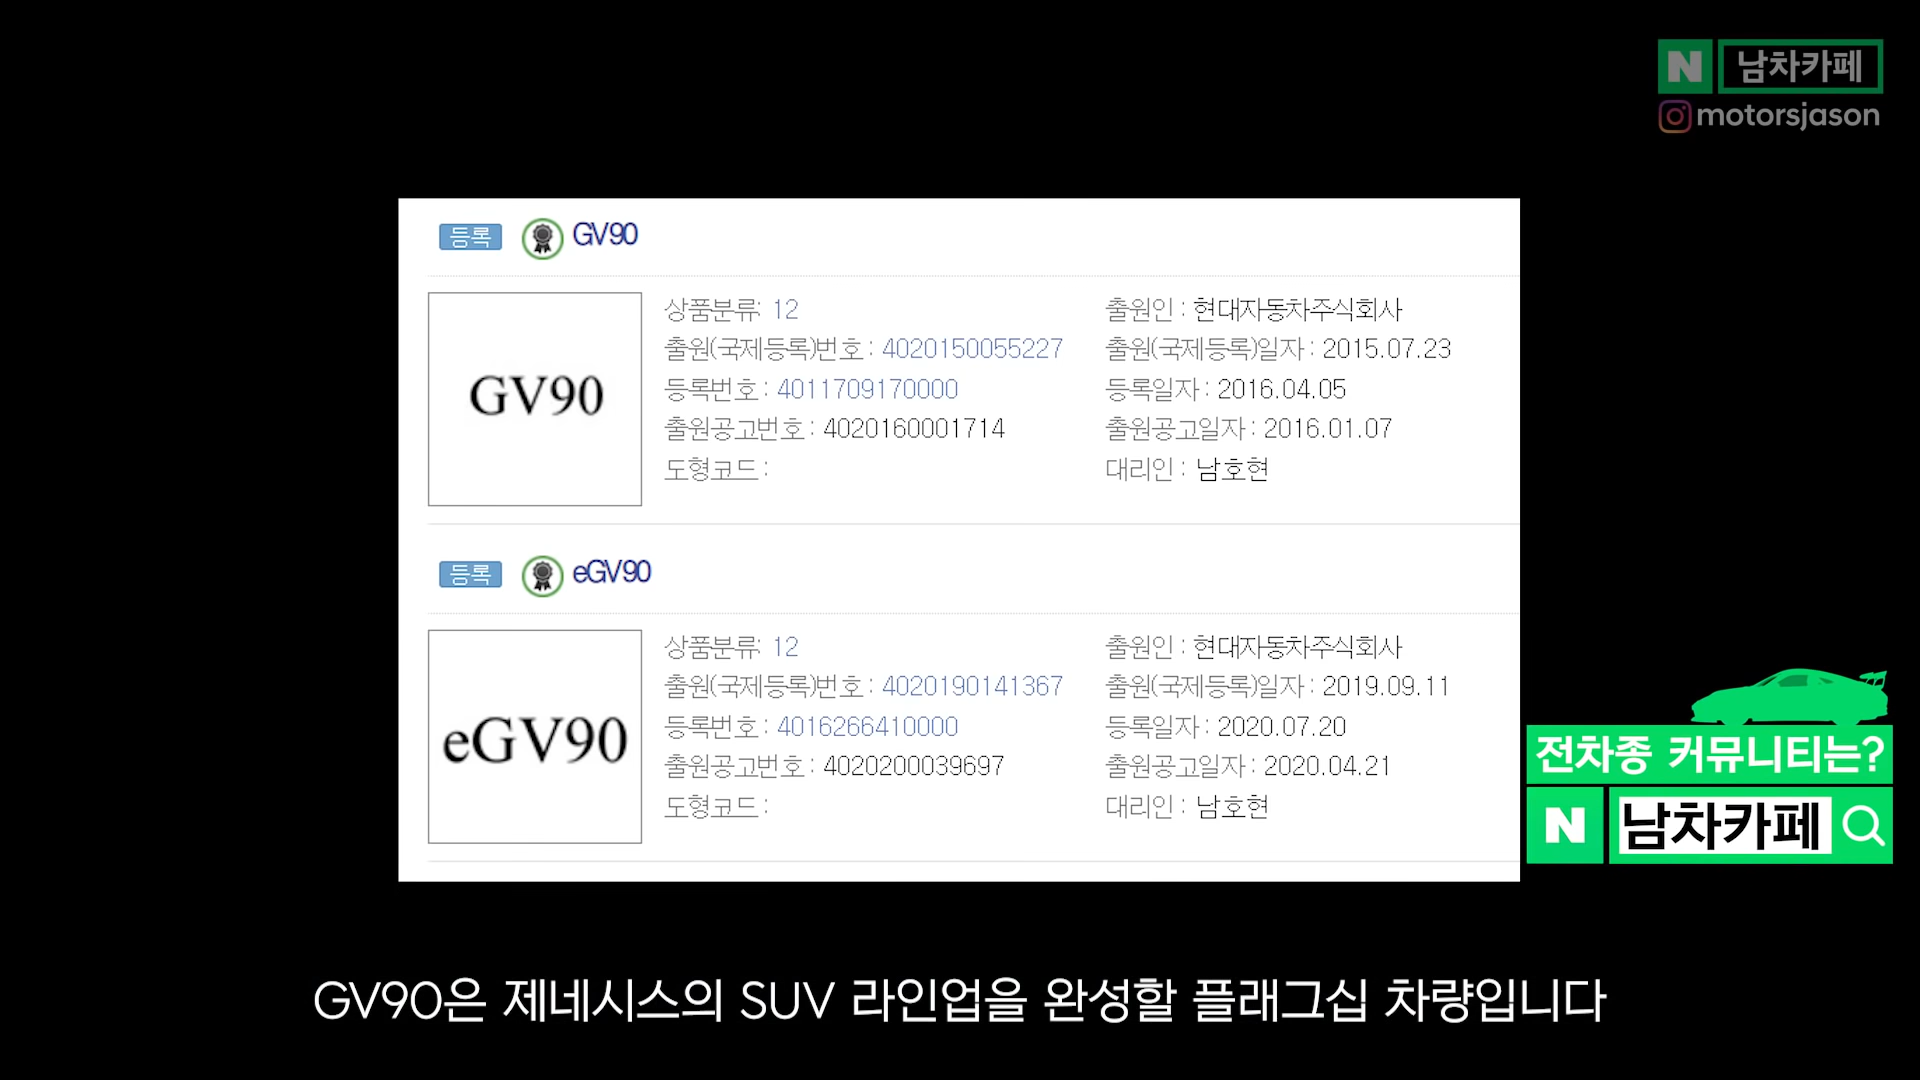 N 남차카페
motorsjason
등록 GV90
GV90
상품분류: 12
출원(국제등록)번호 : 4020150055227
등록번호 : 4011709170000
출원공고번호 : 4020160001714
도형코드 :
출원인 : 현대자동차주식회사
출원(국제등록)일자 : 2015.07.23
등록일자 : 2016.04.05
출원공고일자 : 2016.01.07
대리인 : 남호현
등록 eGV90
eGV90
상품분류: 12
출원(국제등록)번호 : 4020190141367
등록번호 : 4016266410000
출원공고번호 : 4020200039697
도형코드 :
출원인 : 현대자동차주식회사
출원(국제등록)일자 : 2019.09.11
등록일자 : 2020.07.20
출원공고일자 : 2020.04.21
대리인 : 남호현
전차종 커뮤니티는?
N 남차카페
GV90은 제네시스의 SUV 라인업을 완성할 플래그십 차량입니다